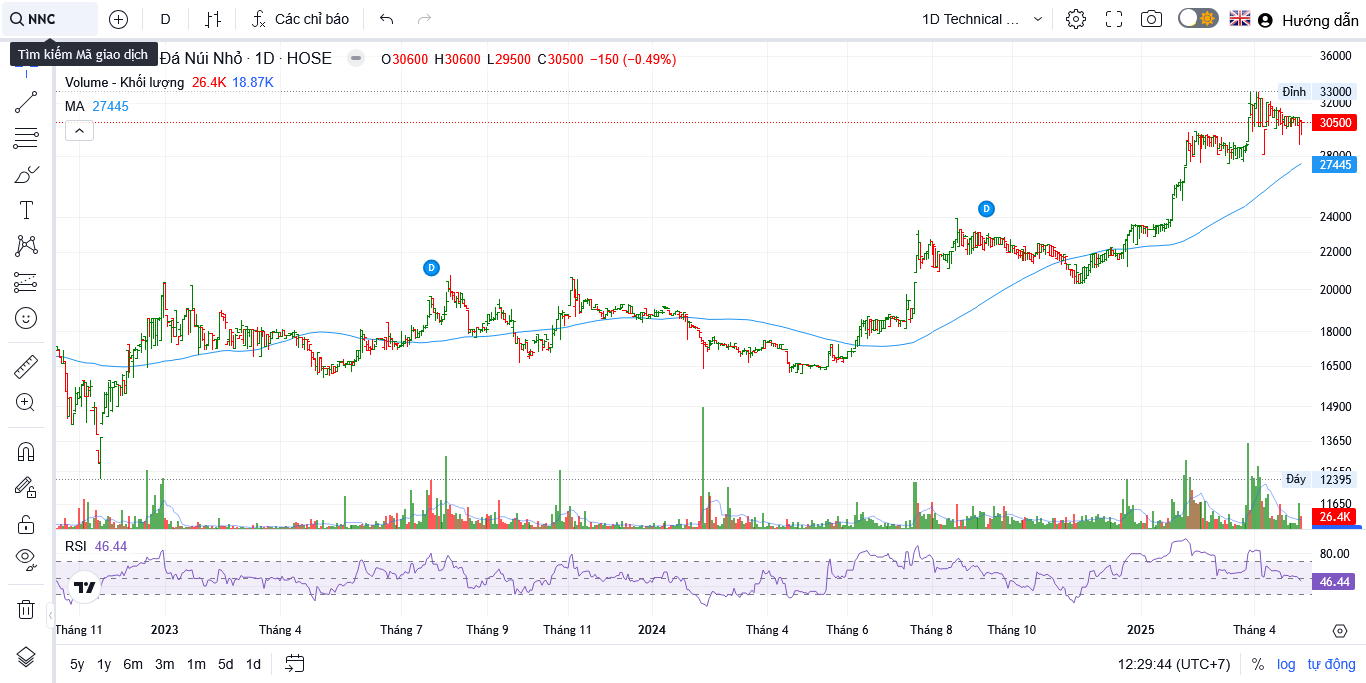 NNC
D
Các chỉ báo
1D Technical ...
Hướng dẫn
Tìm kiếm Mã giao dịch
Đá Núi Nhỏ · 1D · HOSE
O30600 H30600 L29500 C30500 −150 (−0.49%)
Volume - Khối lượng 26.4K 18.87K
MA 27445
36000
Đỉnh 33000
32000
30500
28000
27445
24000
22000
20000
18000
16500
14900
13650
12650
Đáy 12395
11650
26.4K
D
D
RSI 46.44
80.00
46.44
Tháng 11 2023 Tháng 4 Tháng 7 Tháng 9 Tháng 11 2024 Tháng 4 Tháng 6 Tháng 8 Tháng 10 2025 Tháng 4
5y 1y 6m 3m 1m 5d 1d
12:29:44 (UTC+7) % log tự động